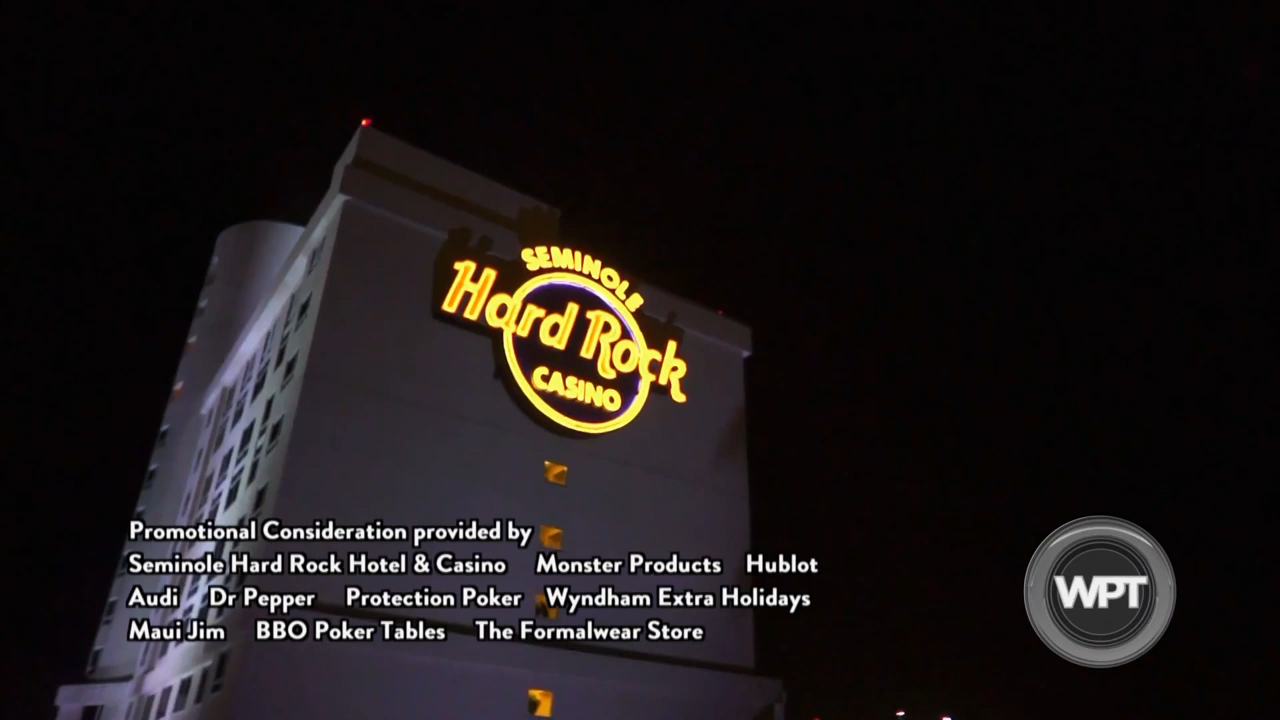 SEMINOLE
Hard Rock
CASINO
Promotional Consideration provided by
Seminole Hard Rock Hotel & Casino Monster Products Hublot
Audi Dr Pepper Protection Poker Wyndham Extra Holidays
Maui Jim BBO Poker Tables The Formalwear Store
WPT